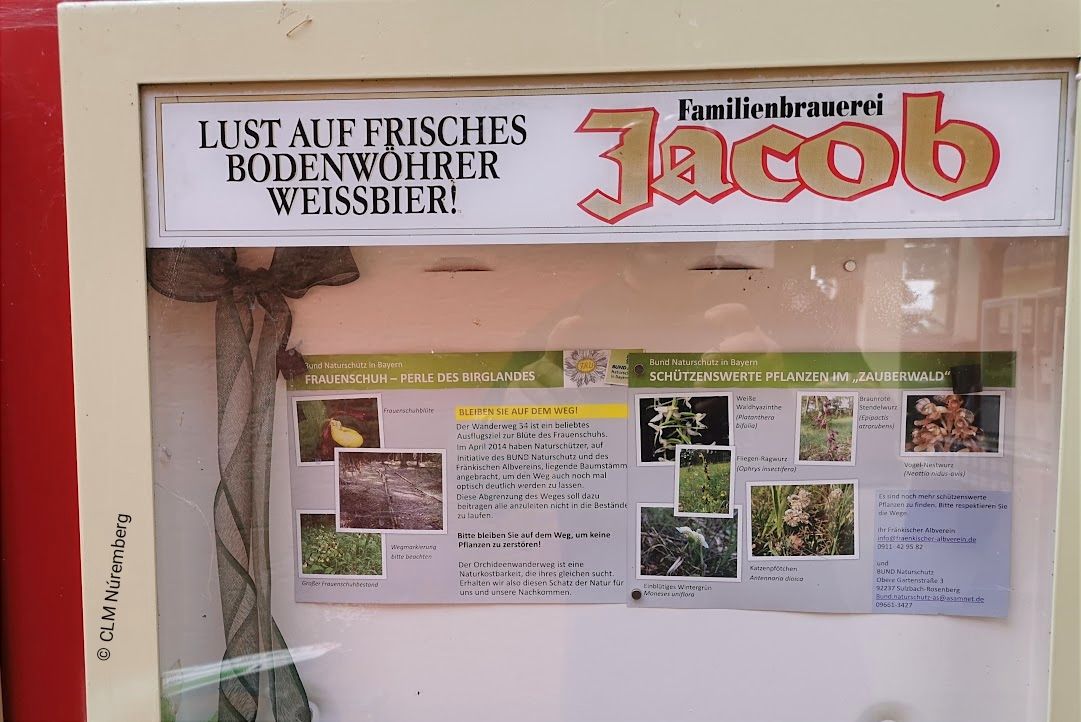 LUST AUF FRISCHES
BODENWÖHRER
WEISSBIER!
Familienbrauerei
Jacob
Bund Naturschutz in Bayern
FRAUENSCHUH – PERLE DES BIRGLANDES
BUND
Frauenschuhblüte
Wegmarkierung
bitte beachten
Großer Frauenschuhbestand
BLEIBEN SIE AUF DEM WEG!
Der Wanderweg 34 ist ein beliebtes
Ausflugsziel zur Blüte des Frauenschuhs.
Im April 2014 haben Naturschützer, auf
Initiative des BUND Naturschutz und des
Fränkischen Albvereins, liegende Baumstämm
angebracht, um den Weg auch noch mal
optisch deutlich werden zu lassen.
Diese Abgrenzung des Weges soll dazu
beitragen alle anzuleiten nicht in die Bestände
zu laufen.
Bitte bleiben Sie auf dem Weg, um keine
Pflanzen zu zerstören!
Der Orchideenwanderweg ist eine
Naturkostbarkeit, die ihres gleichen sucht.
Erhalten wir also diesen Schatz der Natur für
uns und unsere Nachkommen.
Bund Naturschutz in Bayern
SCHÜTZENSWERTE PFLANZEN IM „ZAUBERWALD“
Weiße
Waldhyazinthe
(Platanthera
bifolia)
Braunrote
Stendelwurz
(Epipactis
atrorubens)
Fliegen-Ragwurz
(Ophrys insectifera)
Vogel-Nestwurz
(Neottia nidus-avis)
Einblütiges Wintergrün
Moneses uniflora
Katzenpfötchen
Antennaria dioica
Es sind noch mehr schützenswerte
Pflanzen zu finden. Bitte respektieren Sie
die Wege.
Ihr Fränkischer Albverein
info@fraenkischer-albverein.de
0911- 42 95 82
und
BUND Naturschutz
Obere Gartenstraße 3
92237 Sulzbach-Rosenberg
Bund.naturschutz-as@asamnet.de
09661-3427
© CLM Núremberg